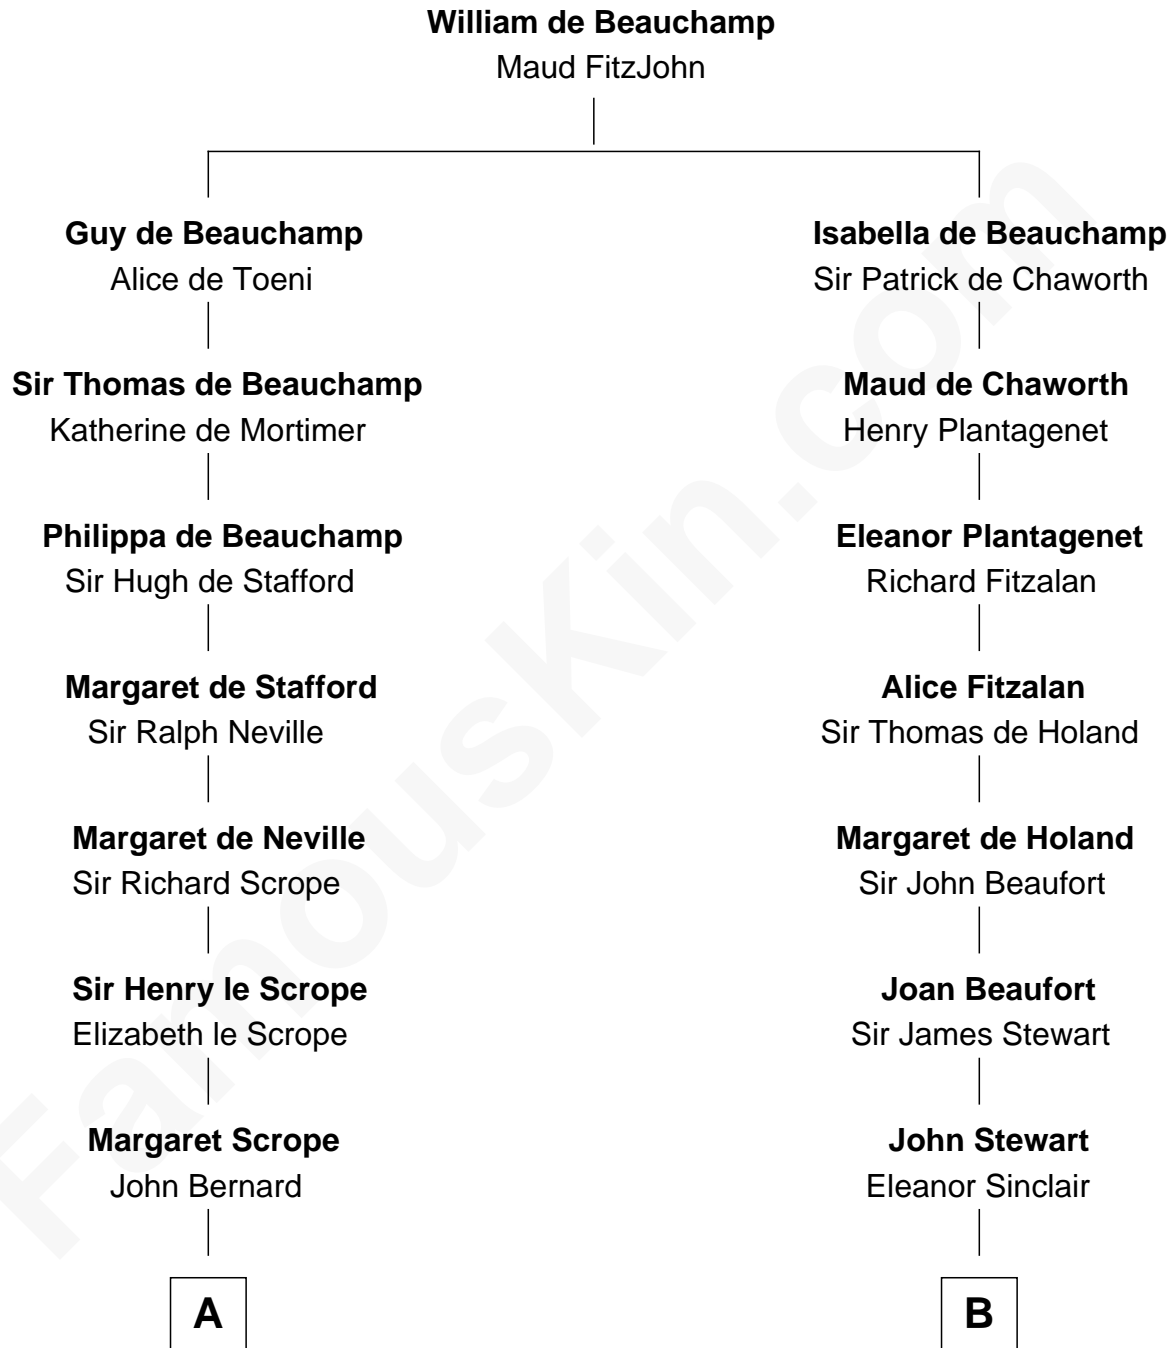 William de Beauchamp
Maud FitzJohn
Guy de Beauchamp
Alice de Toeni
Sir Thomas de Beauchamp
Katherine de Mortimer
Philippa de Beauchamp
Sir Hugh de Stafford
Margaret de Stafford
Sir Ralph Neville
Margaret de Neville
Sir Richard Scrope
Sir Henry le Scrope
Elizabeth le Scrope
Margaret Scrope
John Bernard
A
Isabella de Beauchamp
Sir Patrick de Chaworth
Maud de Chaworth
Henry Plantagenet
Eleanor Plantagenet
Richard Fitzalan
Alice Fitzalan
Sir Thomas de Holand
Margaret de Holand
Sir John Beaufort
Joan Beaufort
Sir James Stewart
John Stewart
Eleanor Sinclair
B
FamousKin.com